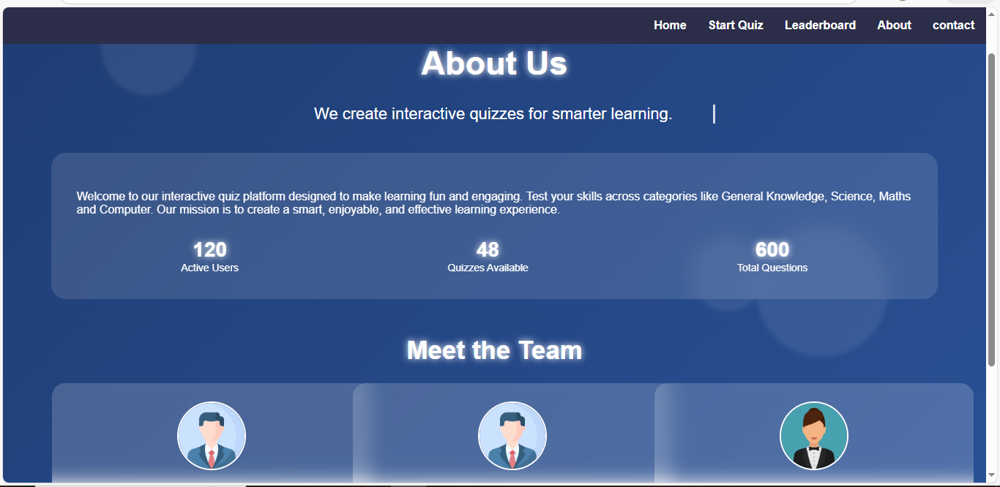 Home Start Quiz Leaderboard About contact
About Us
We create interactive quizzes for smarter learning.
Welcome to our interactive quiz platform designed to make learning fun and engaging. Test your skills across categories like General Knowledge, Science, Maths
and Computer. Our mission is to create a smart, enjoyable, and effective learning experience.
120 48 600
Active Users Quizzes Available Total Questions
Meet the Team